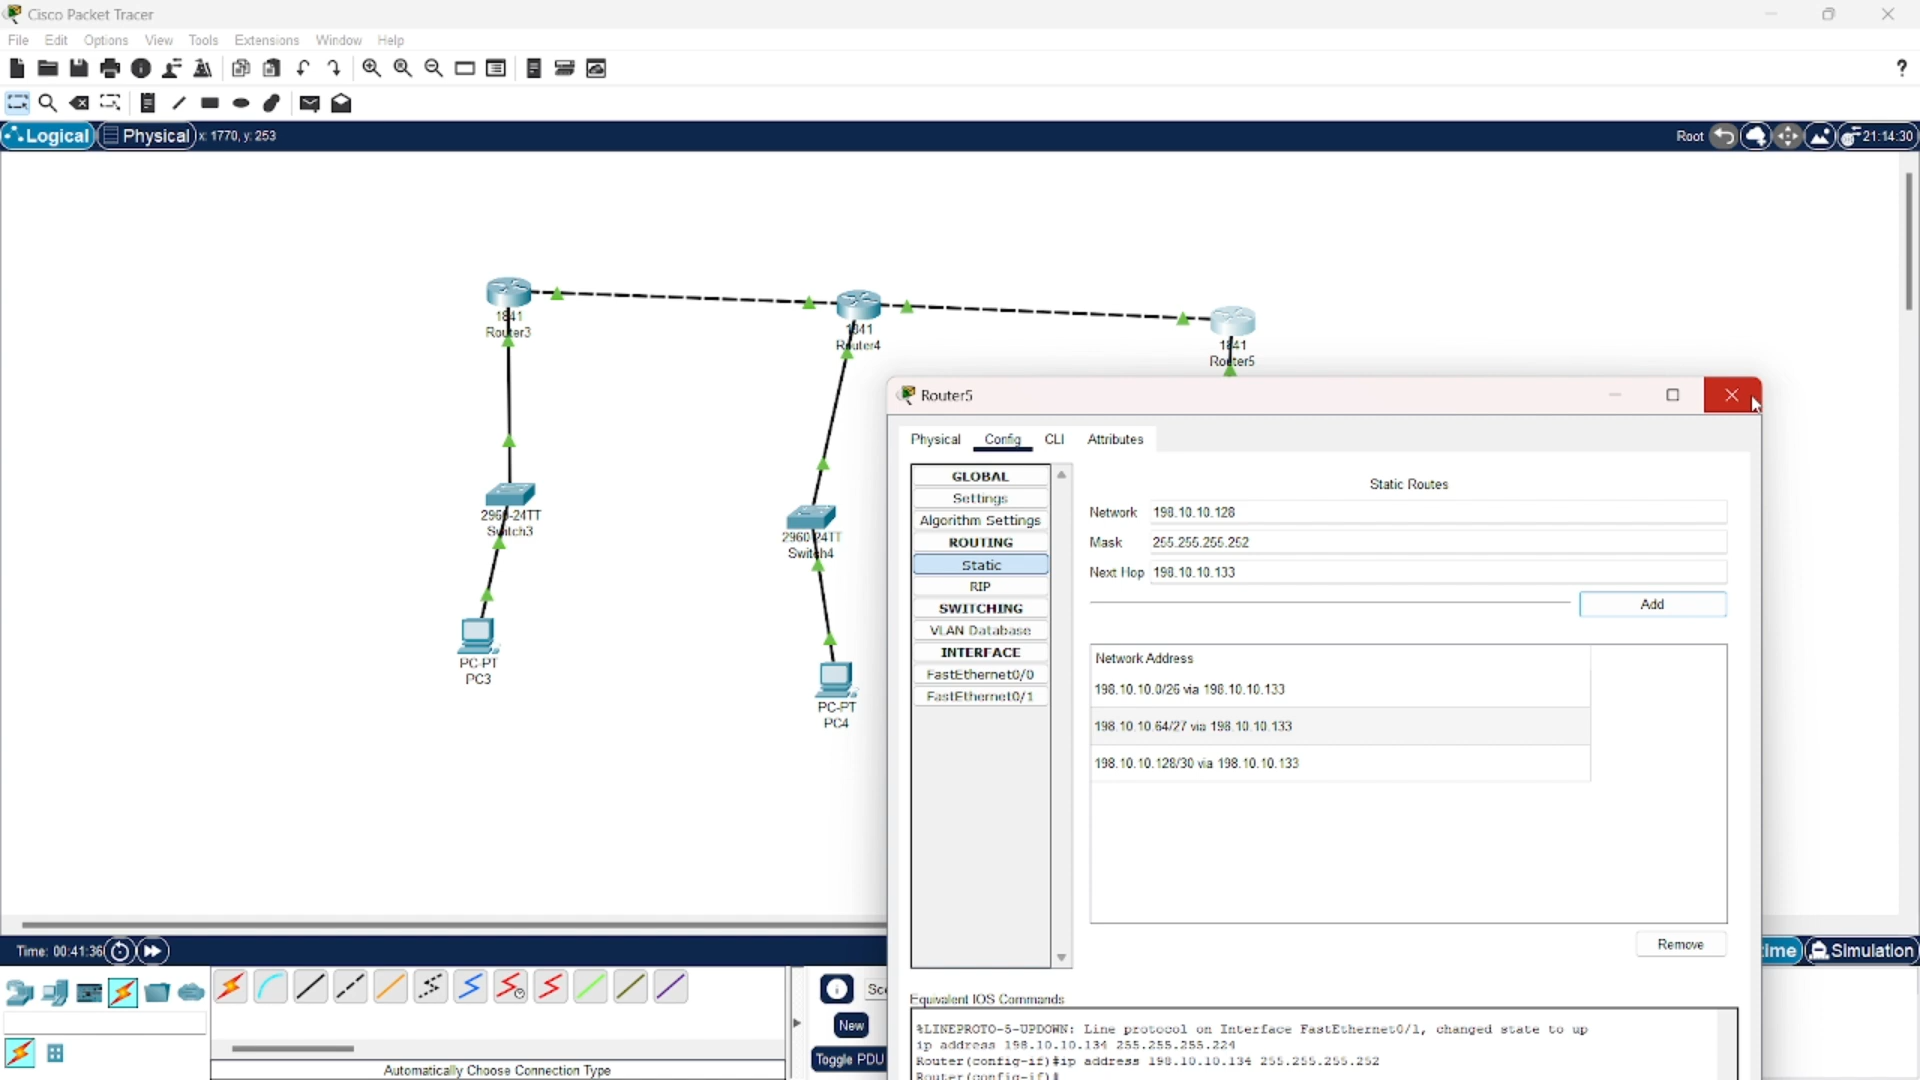 Cisco Packet Tracer
File Edit Options View Tools Extensions Window Help
?
Logical Physical x: 1770, y: 253
Root 21:14:30
1841
Router3
1841
Router4
1841
Router5
2960-24TT
Switch3
2960-24TT
Switch4
PC-PT
PC3
PC-PT
PC4
Router5
Physical Config CLI Attributes
GLOBAL
Settings
Algorithm Settings
ROUTING
Static
RIP
SWITCHING
VLAN Database
INTERFACE
FastEthernet0/0
FastEthernet0/1
Static Routes
Network 198.10.10.128
Mask 255.255.255.252
Next Hop 198.10.10.133
Add
Network Address
198.10.10.0/26 via 198.10.10.133
198.10.10.64/27 via 198.10.10.133
198.10.10.128/30 via 198.10.10.133
Remove
Equivalent IOS Commands
%LINEPROTO-5-UPDOWN: Line protocol on Interface FastEthernet0/1, changed state to up
ip address 198.10.10.134 255.255.255.224
Router(config-if)#ip address 198.10.10.134 255.255.255.252
Router(config-if)#
Time: 00:41:36
ime Simulation
Sce
New
Toggle PDU
Automatically Choose Connection Type